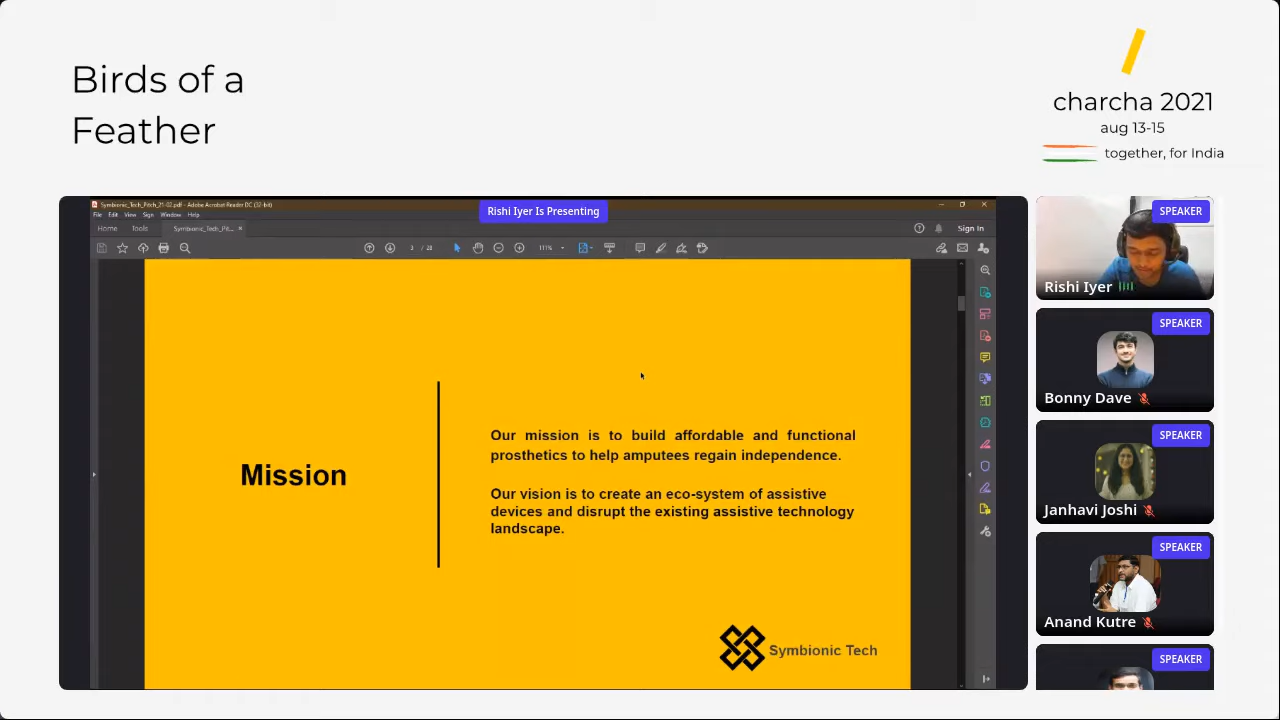 Birds of a
Feather
charcha 2021
aug 13-15
together, for India
Symbionic_Tech_Pitch_21-02.pdf - Adobe Acrobat Reader DC (32-bit)
File Edit View Sign Window Help
Rishi Iyer Is Presenting
Home Tools Symbionic_Tech_Pit... × Sign In
3 / 28 111%
Mission
Our mission is to build affordable and functional
prosthetics to help amputees regain independence.
Our vision is to create an eco-system of assistive
devices and disrupt the existing assistive technology
landscape.
Symbionic Tech
SPEAKER
Rishi Iyer
SPEAKER
Bonny Dave
SPEAKER
Janhavi Joshi
SPEAKER
Anand Kutre
SPEAKER